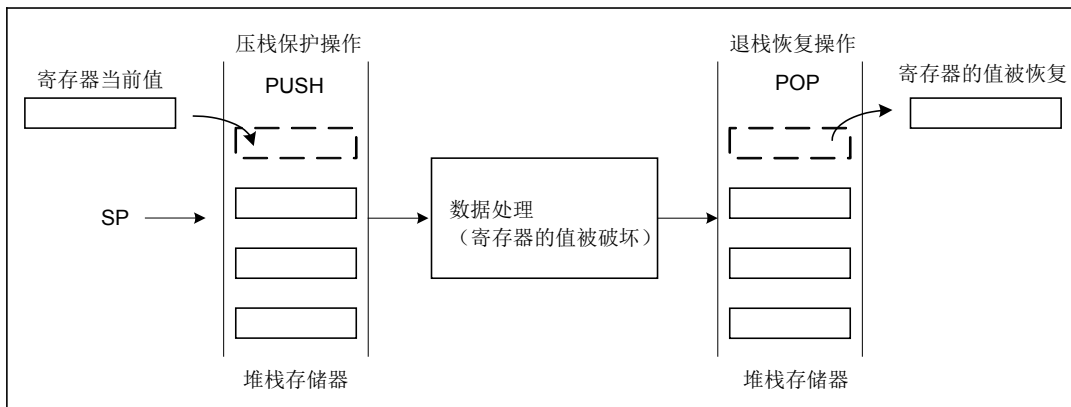 压栈保护操作
退栈恢复操作
寄存器当前值
PUSH
POP
寄存器的值被恢复
SP
数据处理
（寄存器的值被破坏）
堆栈存储器
堆栈存储器